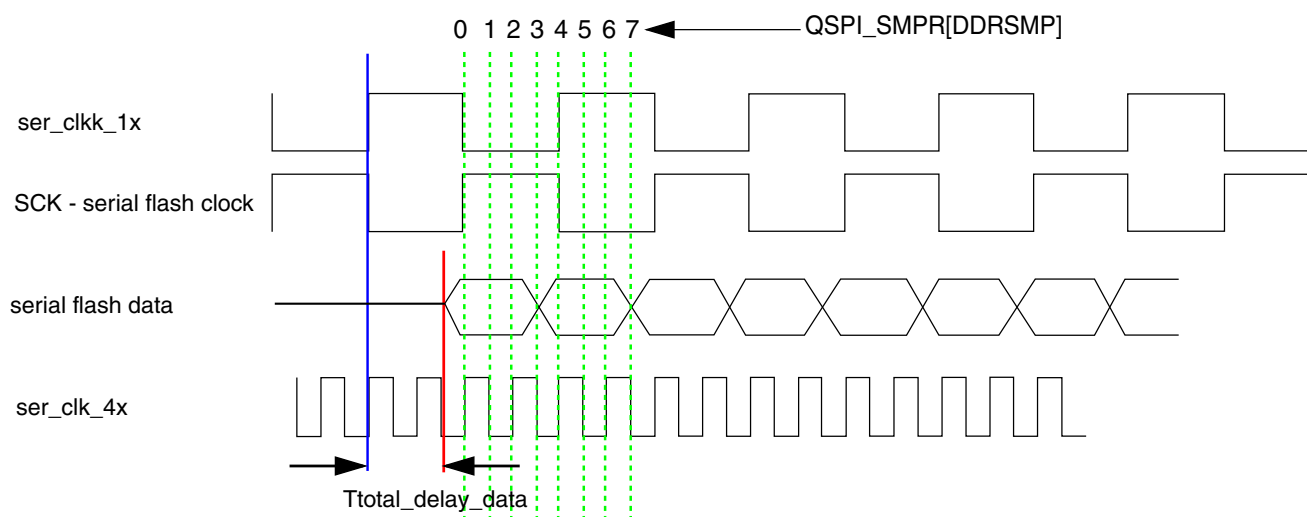 0 1 2 3 4 5 6 7 QSPI_SMPR[DDRSMP]
ser_clkk_1x
SCK - serial flash clock
serial flash data
ser_clk_4x
Ttotal_delay_data